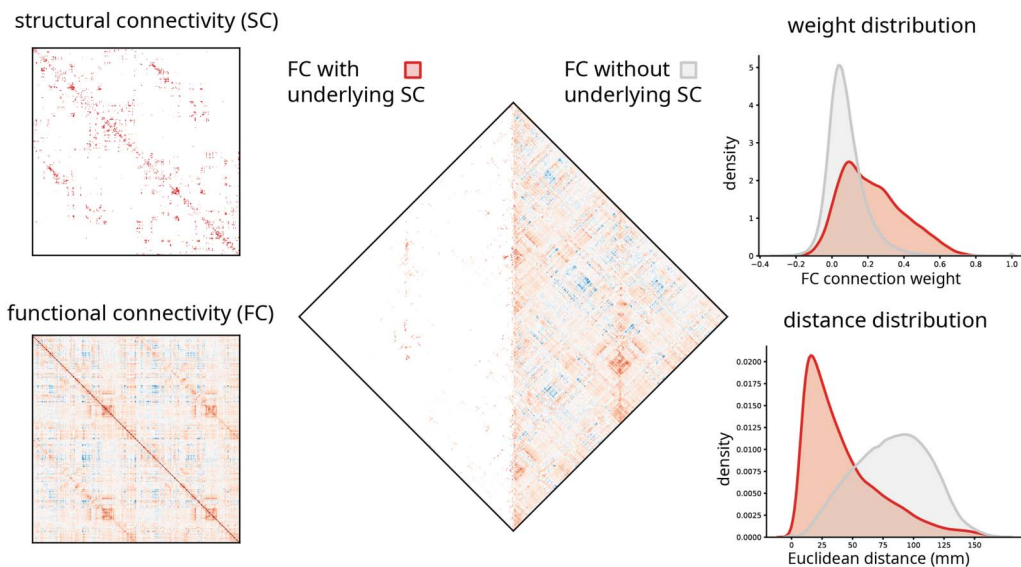 structural connectivity (SC)
functional connectivity (FC)
FC with
underlying SC
FC without
underlying SC
weight distribution
density
5
4
3
2
1
0
−0.4
−0.2
0.0
0.2
0.4
0.6
0.8
1.0
FC connection weight
distance distribution
density
0.0200
0.0175
0.0150
0.0125
0.0100
0.0075
0.0050
0.0025
0.0000
0
25
50
75
100
125
150
Euclidean distance (mm)